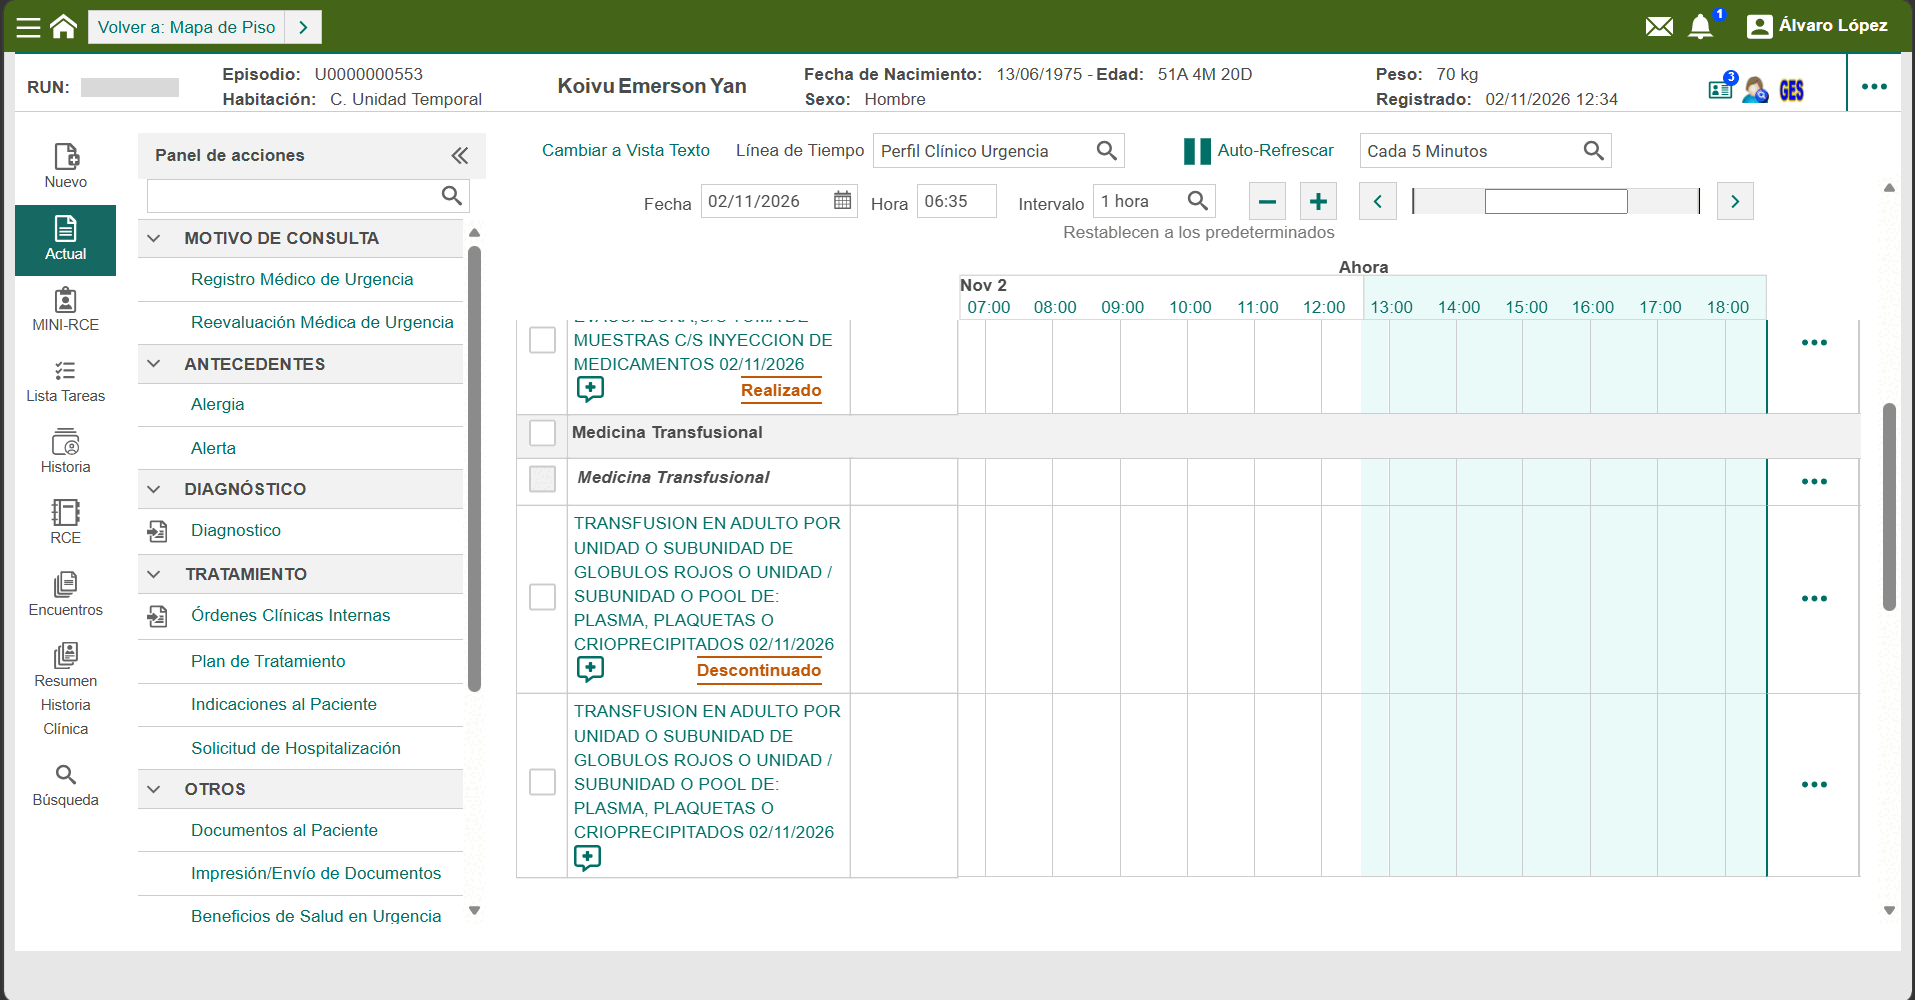 Volver a: Mapa de Piso
1
Álvaro López
RUN:
Episodio: U0000000553
Habitación: C. Unidad Temporal
Koivu Emerson Yan
Fecha de Nacimiento: 13/06/1975 - Edad: 51A 4M 20D
Sexo: Hombre
Peso: 70 kg
Registrado: 02/11/2026 12:34
3
GES
Nuevo
Actual
MINI-RCE
Lista Tareas
Historia
RCE
Encuentros
Resumen
Historia
Clínica
Búsqueda
Panel de acciones
MOTIVO DE CONSULTA
Registro Médico de Urgencia
Reevaluación Médica de Urgencia
ANTECEDENTES
Alergia
Alerta
DIAGNÓSTICO
Diagnostico
TRATAMIENTO
Órdenes Clínicas Internas
Plan de Tratamiento
Indicaciones al Paciente
Solicitud de Hospitalización
OTROS
Documentos al Paciente
Impresión/Envío de Documentos
Beneficios de Salud en Urgencia
Cambiar a Vista Texto
Línea de Tiempo
Perfil Clínico Urgencia
Auto-Refrescar
Cada 5 Minutos
Fecha 02/11/2026
Hora 06:35
Intervalo 1 hora
Restablecen a los predeterminados
Ahora
Nov 2
07:00 08:00 09:00 10:00 11:00 12:00 13:00 14:00 15:00 16:00 17:00 18:00
MUESTRAS C/S INYECCION DE
MEDICAMENTOS 02/11/2026
Realizado
Medicina Transfusional
Medicina Transfusional
TRANSFUSION EN ADULTO POR
UNIDAD O SUBUNIDAD DE
GLOBULOS ROJOS O UNIDAD /
SUBUNIDAD O POOL DE:
PLASMA, PLAQUETAS O
CRIOPRECIPITADOS 02/11/2026
Descontinuado
TRANSFUSION EN ADULTO POR
UNIDAD O SUBUNIDAD DE
GLOBULOS ROJOS O UNIDAD /
SUBUNIDAD O POOL DE:
PLASMA, PLAQUETAS O
CRIOPRECIPITADOS 02/11/2026